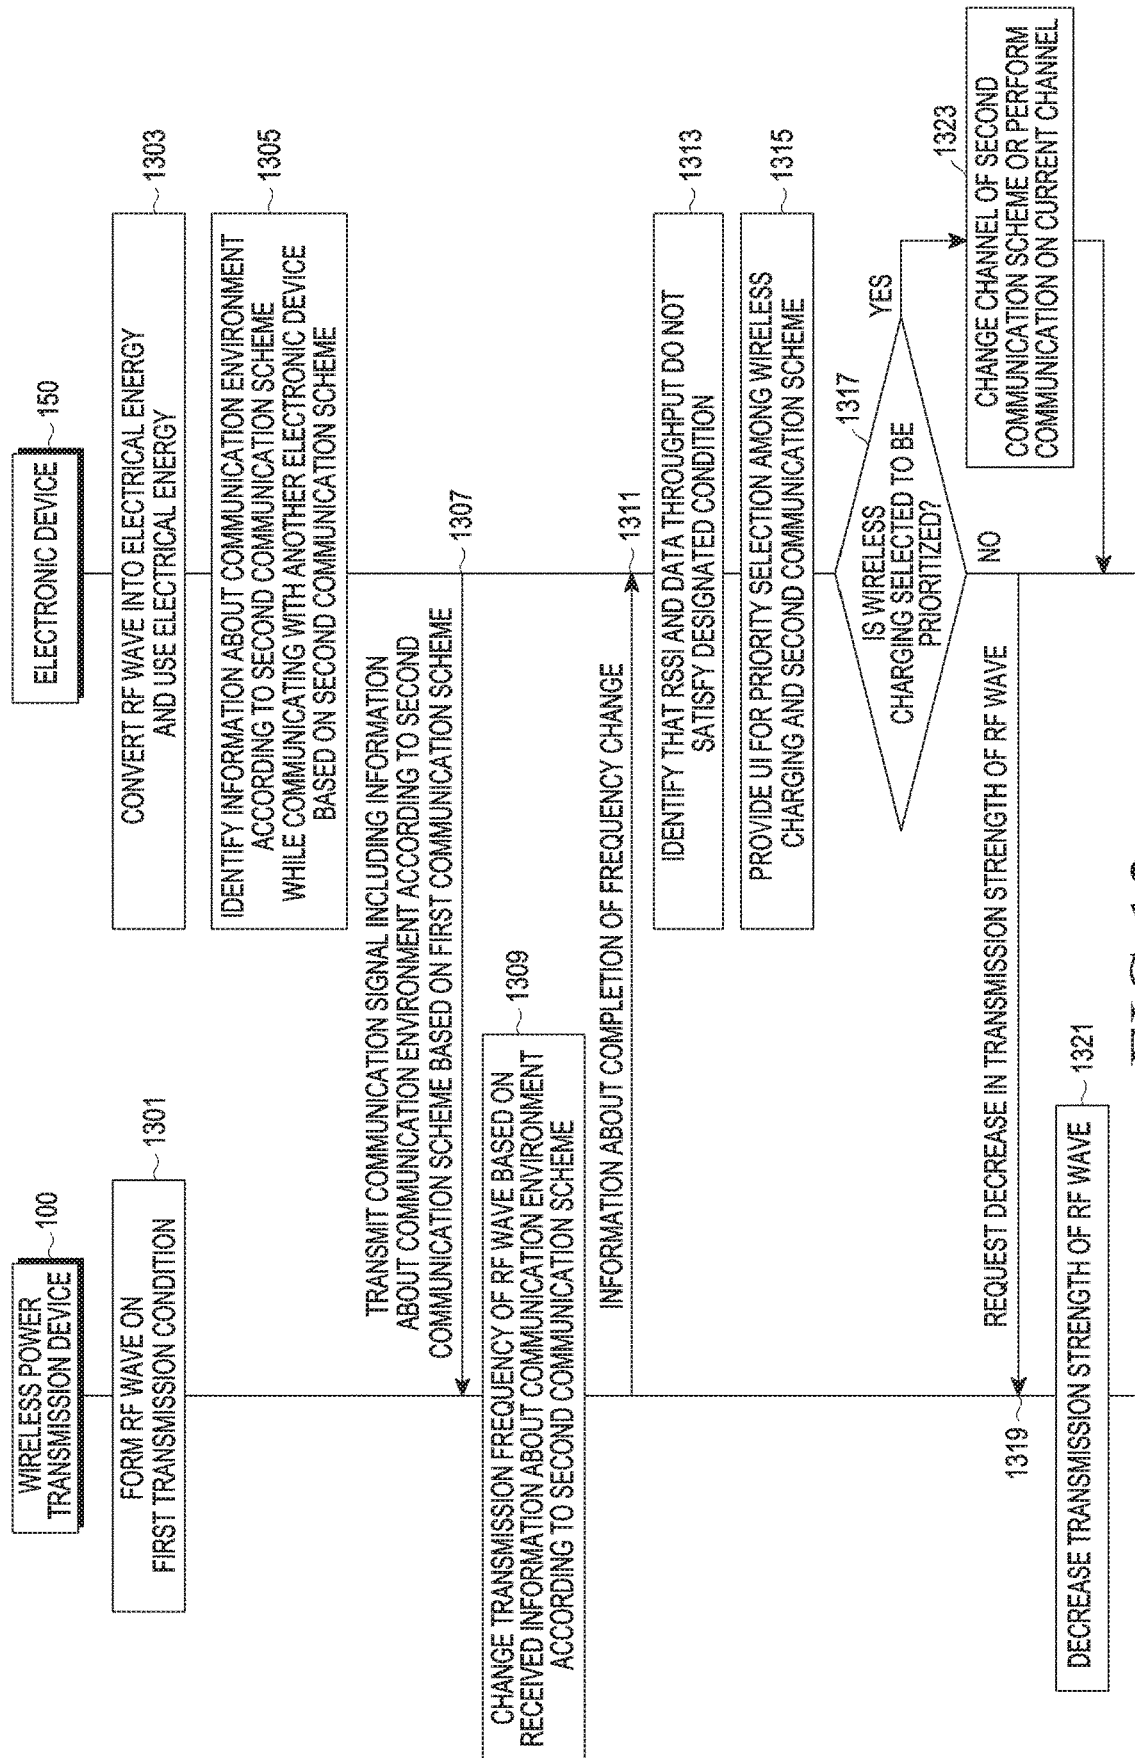 WIRELESS POWER
TRANSMISSION DEVICE
100
ELECTRONIC DEVICE
150
FORM RF WAVE ON
FIRST TRANSMISSION CONDITION
1301
CONVERT RF WAVE INTO ELECTRICAL ENERGY
AND USE ELECTRICAL ENERGY
1303
IDENTIFY INFORMATION ABOUT COMMUNICATION ENVIRONMENT
ACCORDING TO SECOND COMMUNICATION SCHEME
WHILE COMMUNICATING WITH ANOTHER ELECTRONIC DEVICE
BASED ON SECOND COMMUNICATION SCHEME
1305
TRANSMIT COMMUNICATION SIGNAL INCLUDING INFORMATION
ABOUT COMMUNICATION ENVIRONMENT ACCORDING TO SECOND
COMMUNICATION SCHEME BASED ON FIRST COMMUNICATION SCHEME
1307
CHANGE TRANSMISSION FREQUENCY OF RF WAVE BASED ON
RECEIVED INFORMATION ABOUT COMMUNICATION ENVIRONMENT
ACCORDING TO SECOND COMMUNICATION SCHEME
1309
INFORMATION ABOUT COMPLETION OF FREQUENCY CHANGE
1311
IDENTIFY THAT RSSI AND DATA THROUGHPUT DO NOT
SATISFY DESIGNATED CONDITION
1313
PROVIDE UI FOR PRIORITY SELECTION AMONG WIRELESS
CHARGING AND SECOND COMMUNICATION SCHEME
1315
IS WIRELESS
CHARGING SELECTED TO BE
PRIORITIZED?
1317
YES
NO
CHANGE CHANNEL OF SECOND
COMMUNICATION SCHEME OR PERFORM
COMMUNICATION ON CURRENT CHANNEL
1323
REQUEST DECREASE IN TRANSMISSION STRENGTH OF RF WAVE
1319
DECREASE TRANSMISSION STRENGTH OF RF WAVE
1321